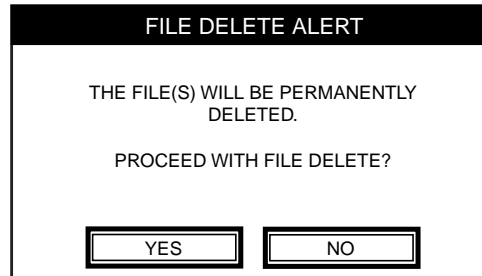 FILE DELETE ALERT
THE FILE(S) WILL BE PERMANENTLY
DELETED.
PROCEED WITH FILE DELETE?
YES NO